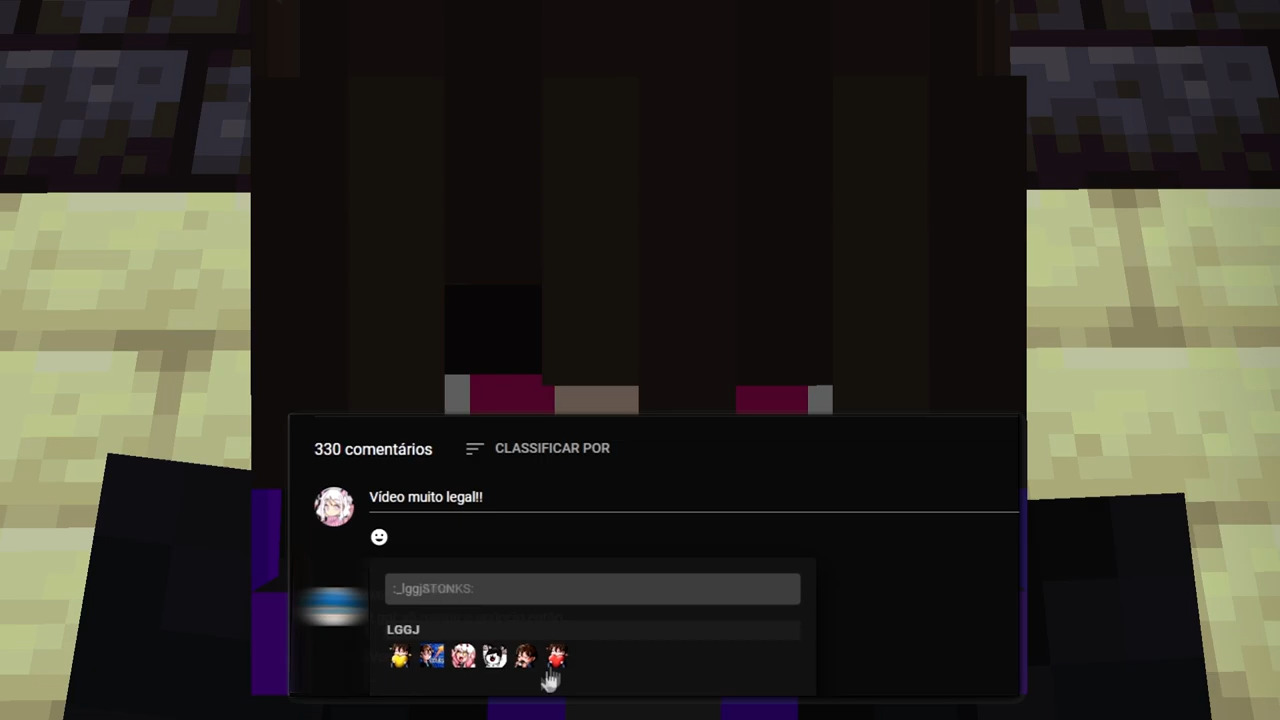 330 comentários
CLASSIFICAR POR
Vídeo muito legal!!
:_lggjSTONKS:
LGGJ